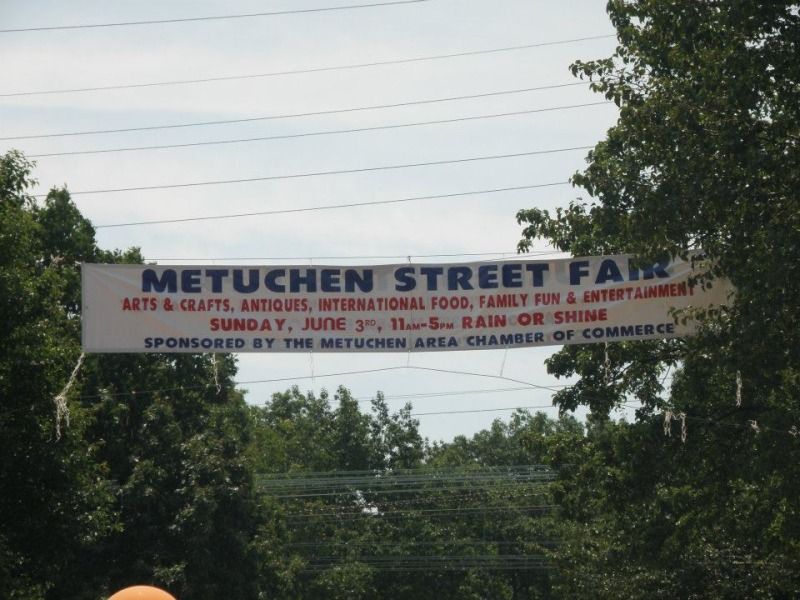 METUCHEN STREET FAIR
ARTS & CRAFTS, ANTIQUES, INTERNATIONAL FOOD, FAMILY FUN & ENTERTAINMENT
SUNDAY, JUNE 3RD, 11AM-5PM RAIN OR SHINE
SPONSORED BY THE METUCHEN AREA CHAMBER OF COMMERCE